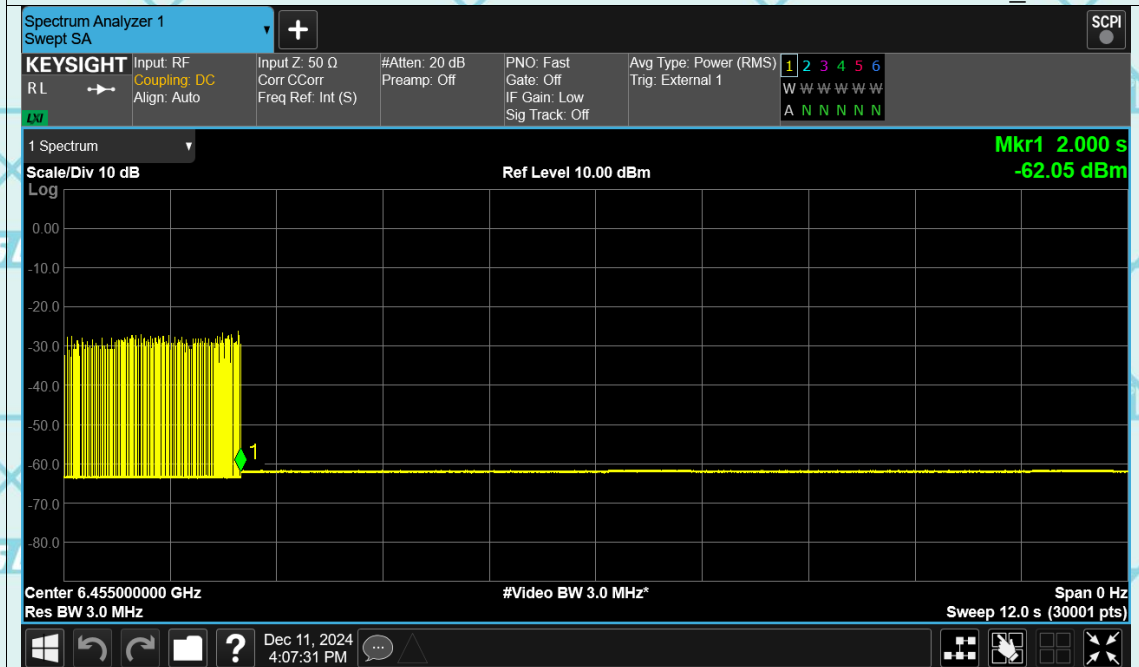 Spectrum Analyzer 1
Swept SA
+
SCPI
KEYSIGHT
RL
LXI
Input: RF
Coupling: DC
Align: Auto
Input Z: 50 Ω
Corr CCorr
Freq Ref: Int (S)
#Atten: 20 dB
Preamp: Off
PNO: Fast
Gate: Off
IF Gain: Low
Sig Track: Off
Avg Type: Power (RMS)
Trig: External 1
1 2 3 4 5 6
W W W W W W
A N N N N N
1 Spectrum
Mkr1 2.000 s
-62.05 dBm
Scale/Div 10 dB
Ref Level 10.00 dBm
Log
0.00
-10.0
-20.0
-30.0
-40.0
-50.0
1
-60.0
-70.0
-80.0
Center 6.455000000 GHz
#Video BW 3.0 MHz*
Span 0 Hz
Res BW 3.0 MHz
Sweep 12.0 s (30001 pts)
?
Dec 11, 2024
4:07:31 PM